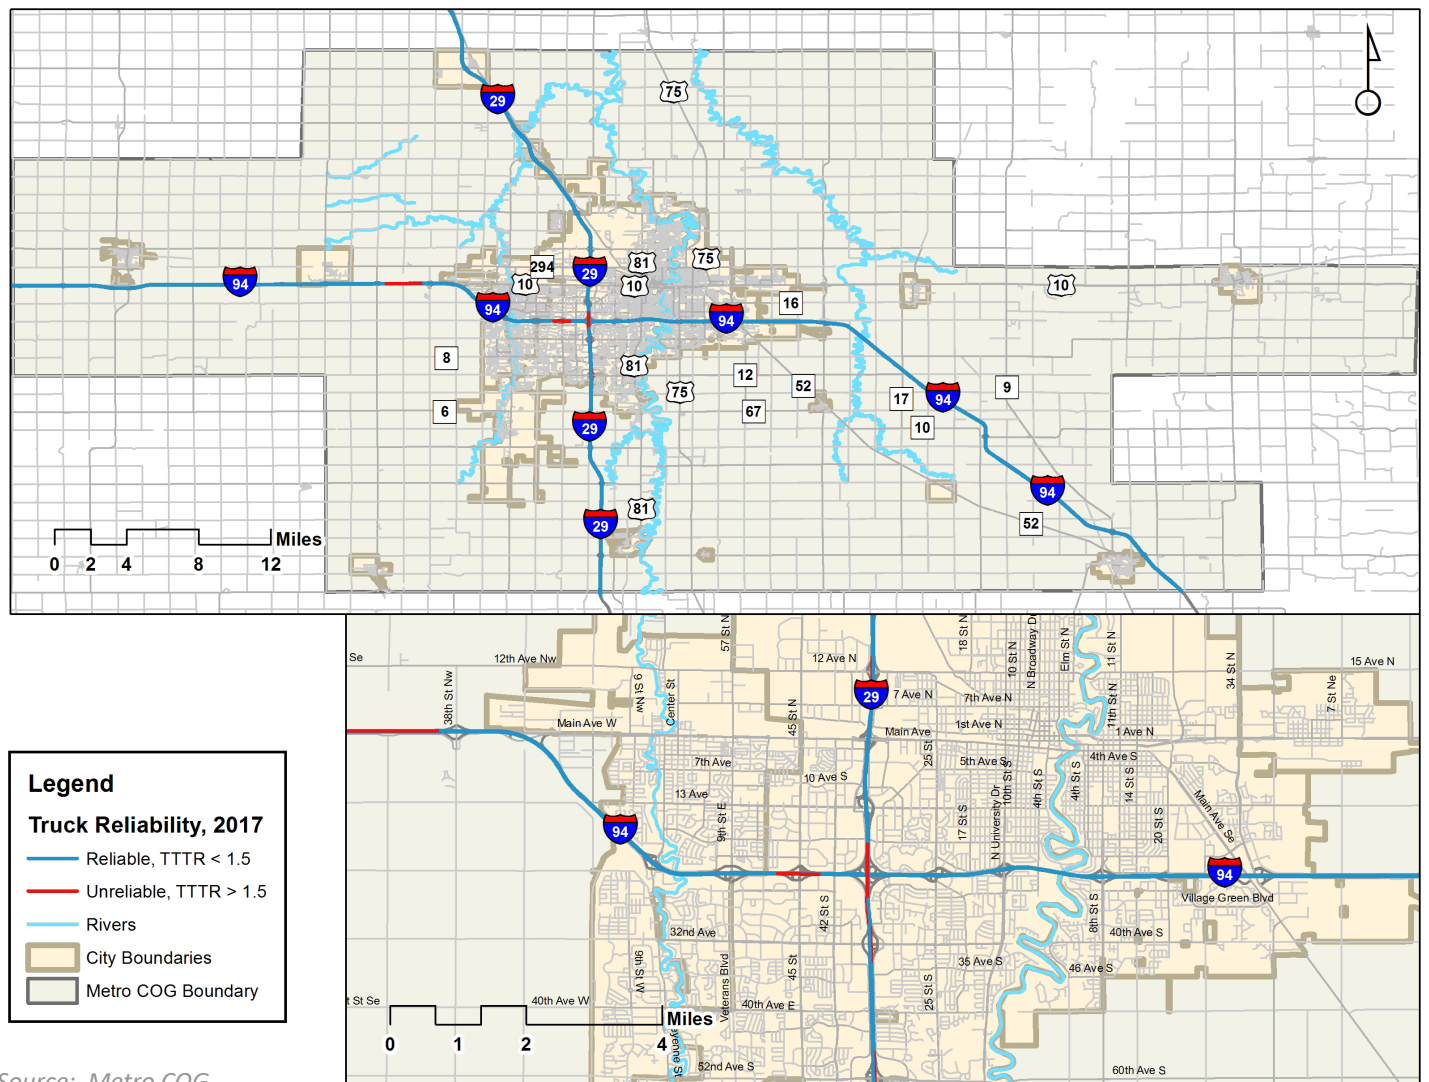 29
75
94
294
10
94
29
81
10
75
94
16
10
8
6
81
75
12
67
52
17
10
94
9
29
81
29
94
52
Miles
0 2 4 8 12
Se
12th Ave Nw
38th St Nw
Main Ave W
9 St Nw
Center St
57 St N
12 Ave N
45 St N
29
7 Ave N
18 St N
7th Ave N
10 St N
N Broadway Dr
Elm St N
11 St N
11th St N
34 St N
15 Ave N
7 St Ne
Main Ave
1st Ave N
1 Ave N
25 St
5th Ave S
4th Ave S
7th Ave
10 Ave S
13 Ave
9th St E
17 St S
N University Dr
10th St S
4th St S
4th St S
14 St S
20 St S
Main Ave Se
94
94
Village Green Blvd
42 St S
8th St S
32nd Ave
40th Ave S
9th St W
Veterans Blvd
45 St
35 Ave S
46 Ave S
25 St S
t St Se
40th Ave W
40th Ave E
Miles
0 1 2 4
yenne St
52nd Ave S
60th Ave S
Legend
Truck Reliability, 2017
Reliable, TTTR < 1.5
Unreliable, TTTR > 1.5
Rivers
City Boundaries
Metro COG Boundary
Source: Metro COG